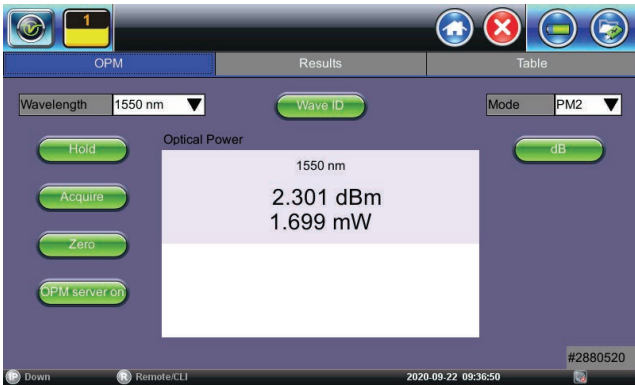 1
OPM Results Table
Wavelength 1550 nm Wave ID Mode PM2
Hold Optical Power dB
1550 nm
Acquire 2.301 dBm
1.699 mW
Zero
OPM server on
#2880520
IP Down R Remote/CLI 2020-09-22 09:36:50